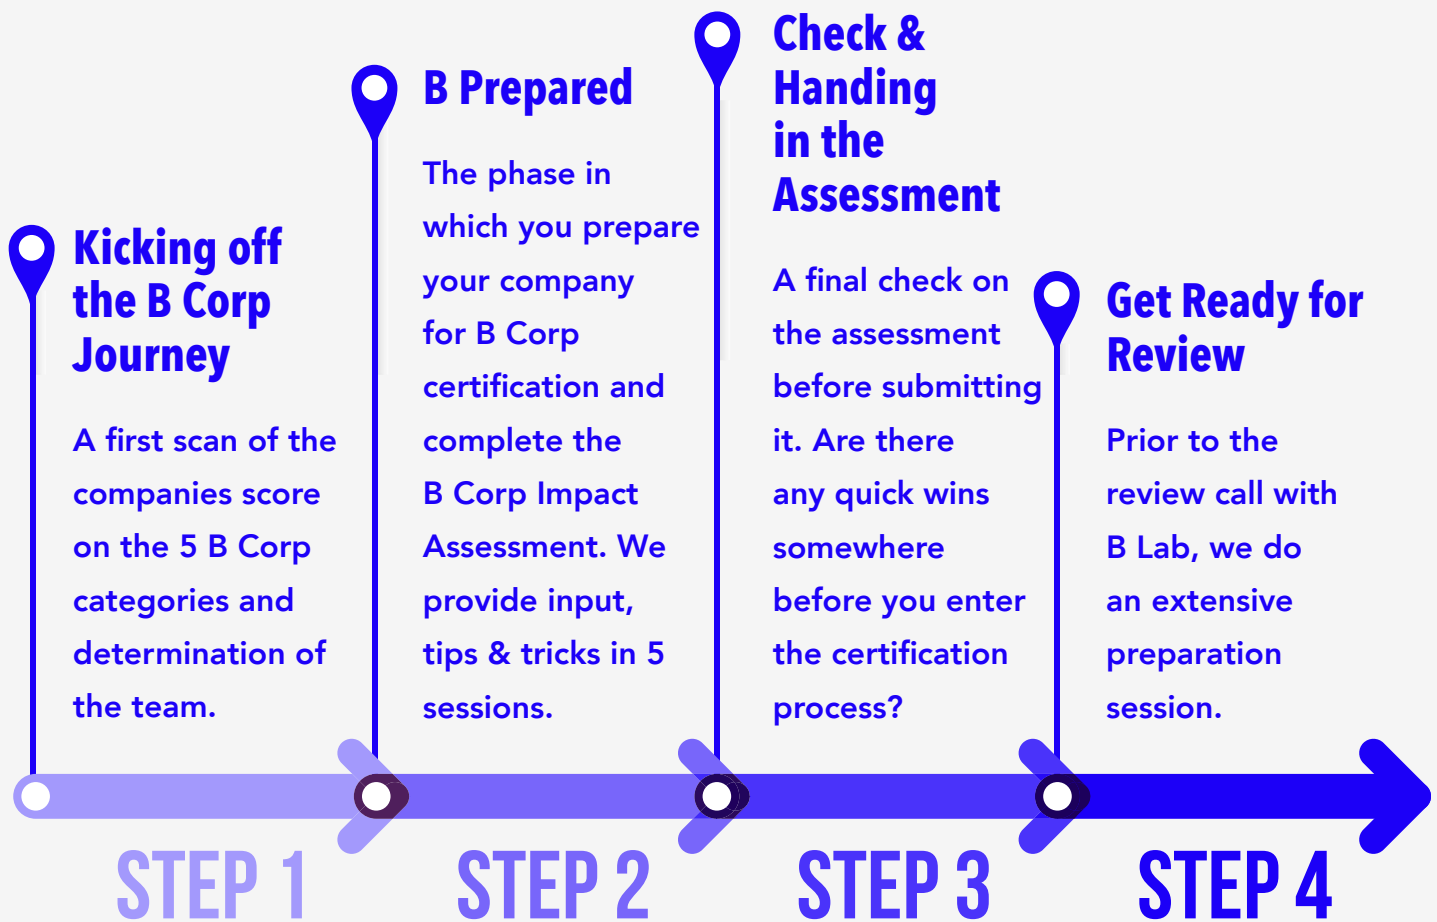 Kicking off
the B Corp
Journey
A first scan of the
companies score
on the 5 B Corp
categories and
determination of
the team.
B Prepared
The phase in
which you prepare
your company
for B Corp
certification and
complete the
B Corp Impact
Assessment. We
provide input,
tips & tricks in 5
sessions.
Check &
Handing
in the
Assessment
A final check on
the assessment
before submitting
it. Are there
any quick wins
somewhere
before you enter
the certification
process?
Get Ready for
Review
Prior to the
review call with
B Lab, we do
an extensive
preparation
session.
STEP 1
STEP 2
STEP 3
STEP 4